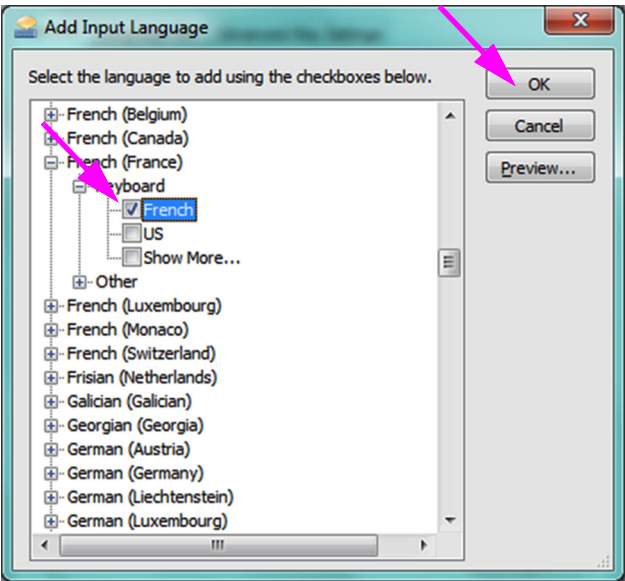 Add Input Language
Select the language to add using the checkboxes below.
OK
Cancel
Preview...
French (Belgium)
French (Canada)
French (France)
Keyboard
French
US
Show More...
Other
French (Luxembourg)
French (Monaco)
French (Switzerland)
Frisian (Netherlands)
Galician (Galician)
Georgian (Georgia)
German (Austria)
German (Germany)
German (Liechtenstein)
German (Luxembourg)